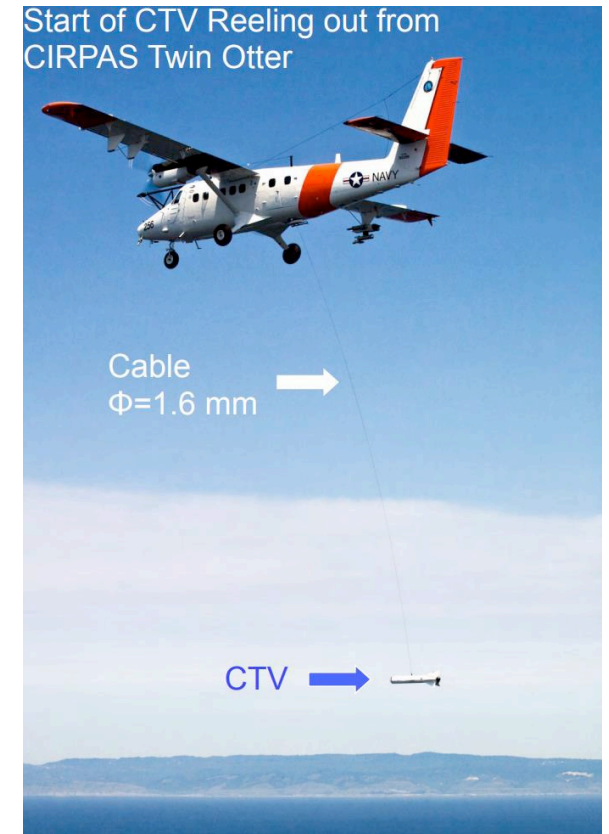 Start of CTV Reeling out from
CIRPAS Twin Otter
NAVY
Cable
Φ=1.6 mm
CTV